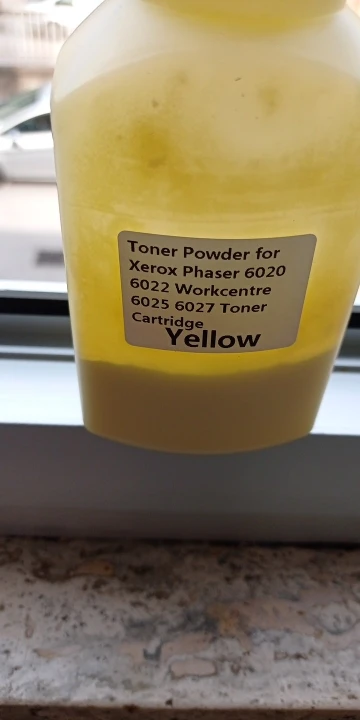 Toner Powder for
Xerox Phaser 6020
6022 Workcentre
6025 6027 Toner
Cartridge
Yellow